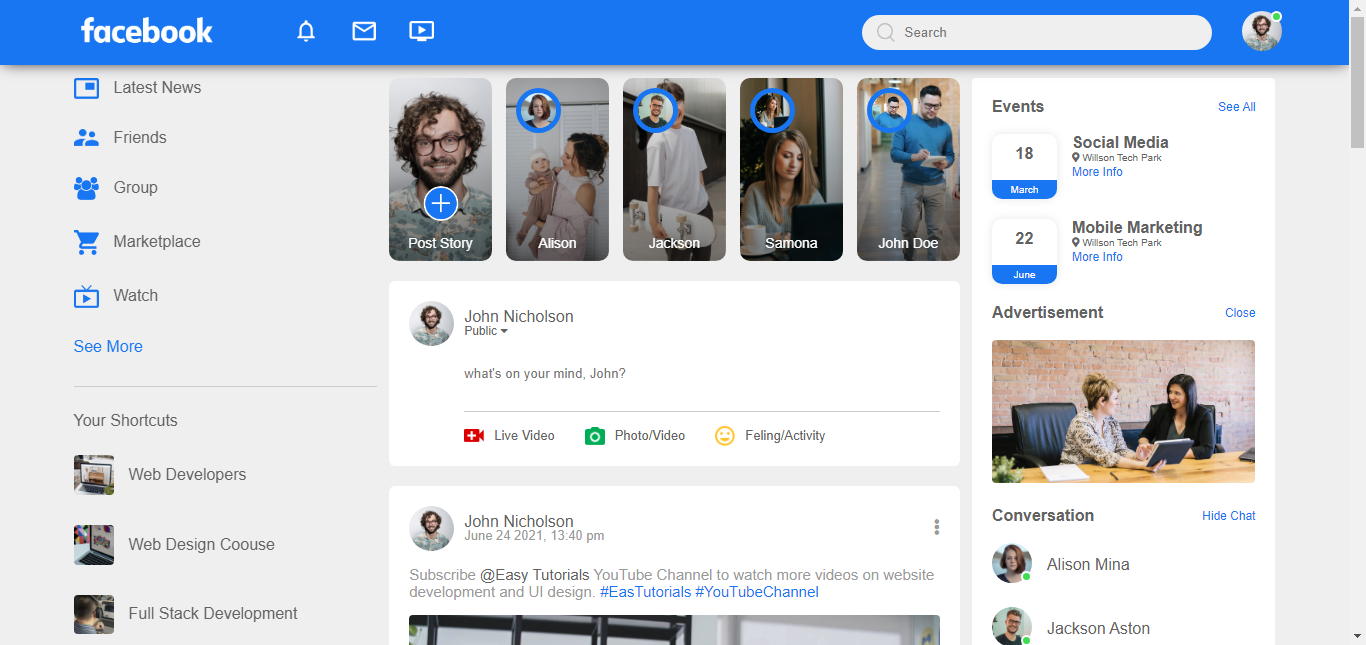 facebook
Search
Latest News
Friends
Group
Marketplace
Watch
See More
Your Shortcuts
Web Developers
Web Design Coouse
Full Stack Development
Post Story
Alison
Jackson
Samona
John Doe
John Nicholson
Public
what's on your mind, John?
Live Video
Photo/Video
Feling/Activity
John Nicholson
June 24 2021, 13:40 pm
Subscribe @Easy Tutorials YouTube Channel to watch more videos on website
development and UI design. #EasTutorials #YouTubeChannel
Events
See All
18
March
Social Media
Willson Tech Park
More Info
22
June
Mobile Marketing
Willson Tech Park
More Info
Advertisement
Close
Conversation
Hide Chat
Alison Mina
Jackson Aston